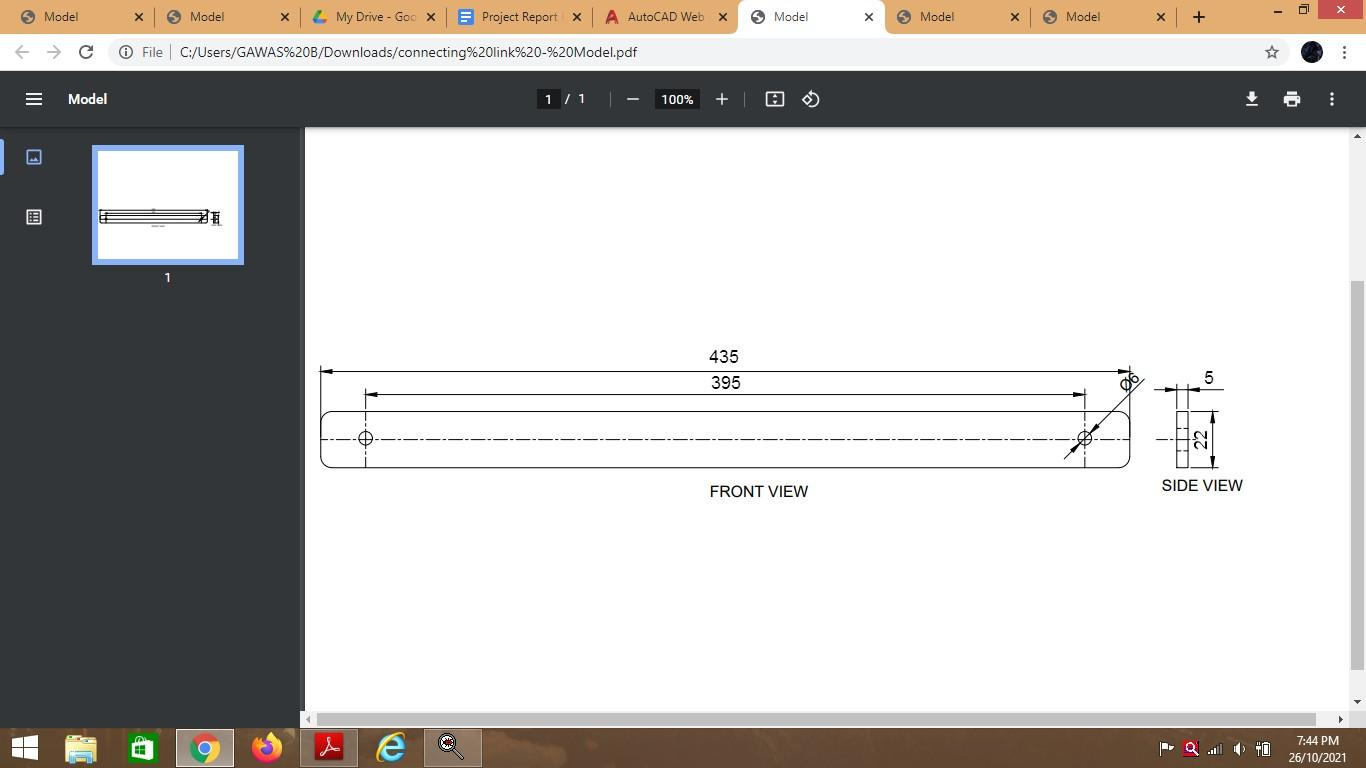 Model
Model
My Drive - Goo
Project Report
AutoCAD Web
Model
Model
Model
File
C:/Users/GAWAS%20B/Downloads/connecting%20link%20-%20Model.pdf
Model
1 / 1
100%
1
435
395
Ø6
5
22
FRONT VIEW
SIDE VIEW
7:44 PM
26/10/2021